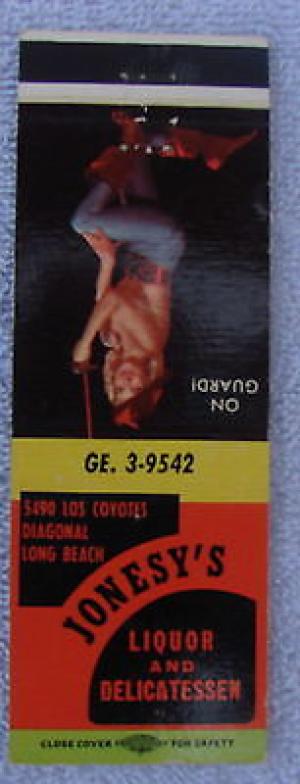 ON
GUARD!
GE. 3-9542
5490 LOS COYOTES
DIAGONAL
LONG BEACH
JONESY'S
LIQUOR
AND
DELICATESSEN
CLOSE COVER FOR SAFETY